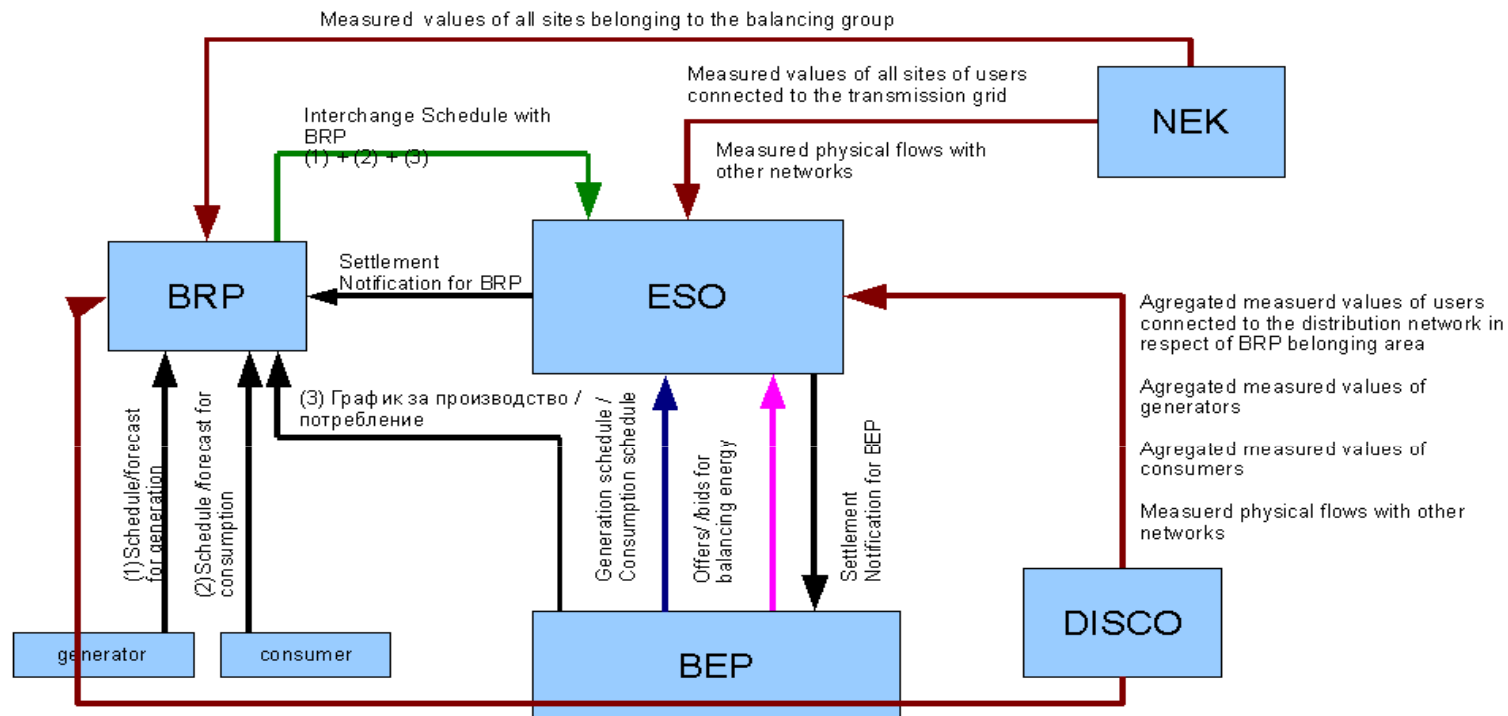 Measured values of all sites belonging to the balancing group
Measured values of all sites of users
connected to the transmission grid
NEK
Interchange Schedule with
BRP
(1) + (2) + (3)
Measured physical flows with
other networks
BRP
Settlement
Notification for BRP
ESO
Agregated measuerd values of users
connected to the distribution network in
respect of BRP belonging area
Agregated measured values of
generators
Agregated measured values of
consumers
Measuerd physical flows with other
networks
(3) График за производство /
потребление
(1)Schedule/forecast
for generation
(2)Schedule /forecast for
consumption
Generation schedule /
Consumption schedule
Offers/ /bids for
balancing energy
Settlement
Notification for BEP
generator
consumer
BEP
DISCO